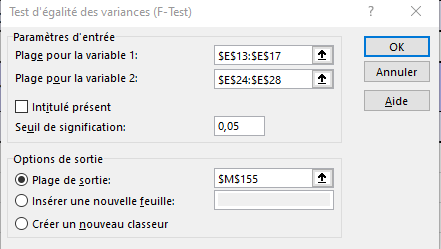 Test d'égalité des variances (F-Test)
Paramètres d'entrée
Plage pour la variable 1: $E$13:$E$17
Plage pour la variable 2: $E$24:$E$28
Intitulé présent
Seuil de signification: 0,05
OK
Annuler
Aide
Options de sortie
Plage de sortie: $M$155
Insérer une nouvelle feuille:
Créer un nouveau classeur